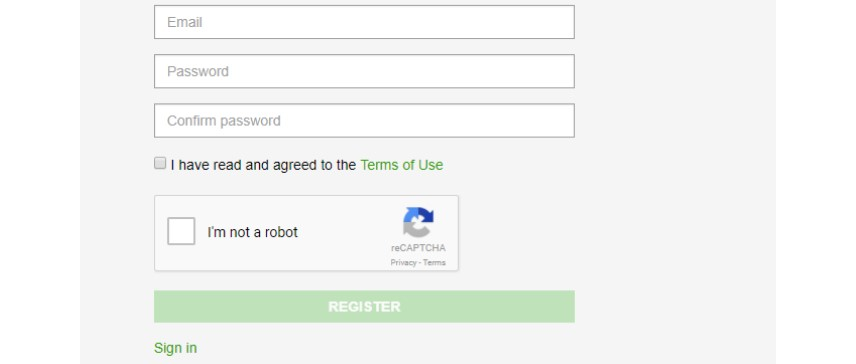 Email
Password
Confirm password
I have read and agreed to the Terms of Use
I'm not a robot
reCAPTCHA
Privacy - Terms
REGISTER
Sign in